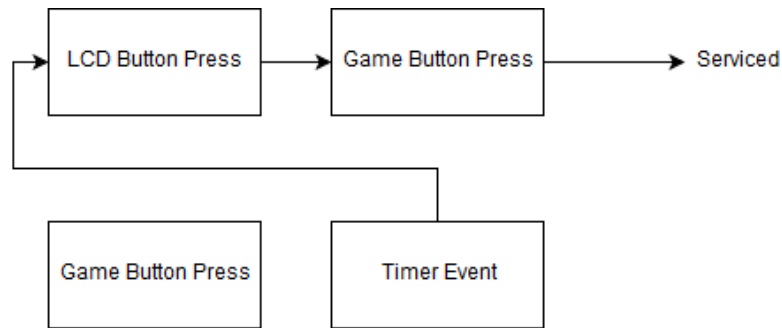 LCD Button Press
Game Button Press
Serviced
Game Button Press
Timer Event